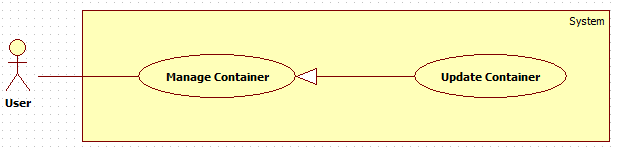 System
Manage Container
Update Container
User